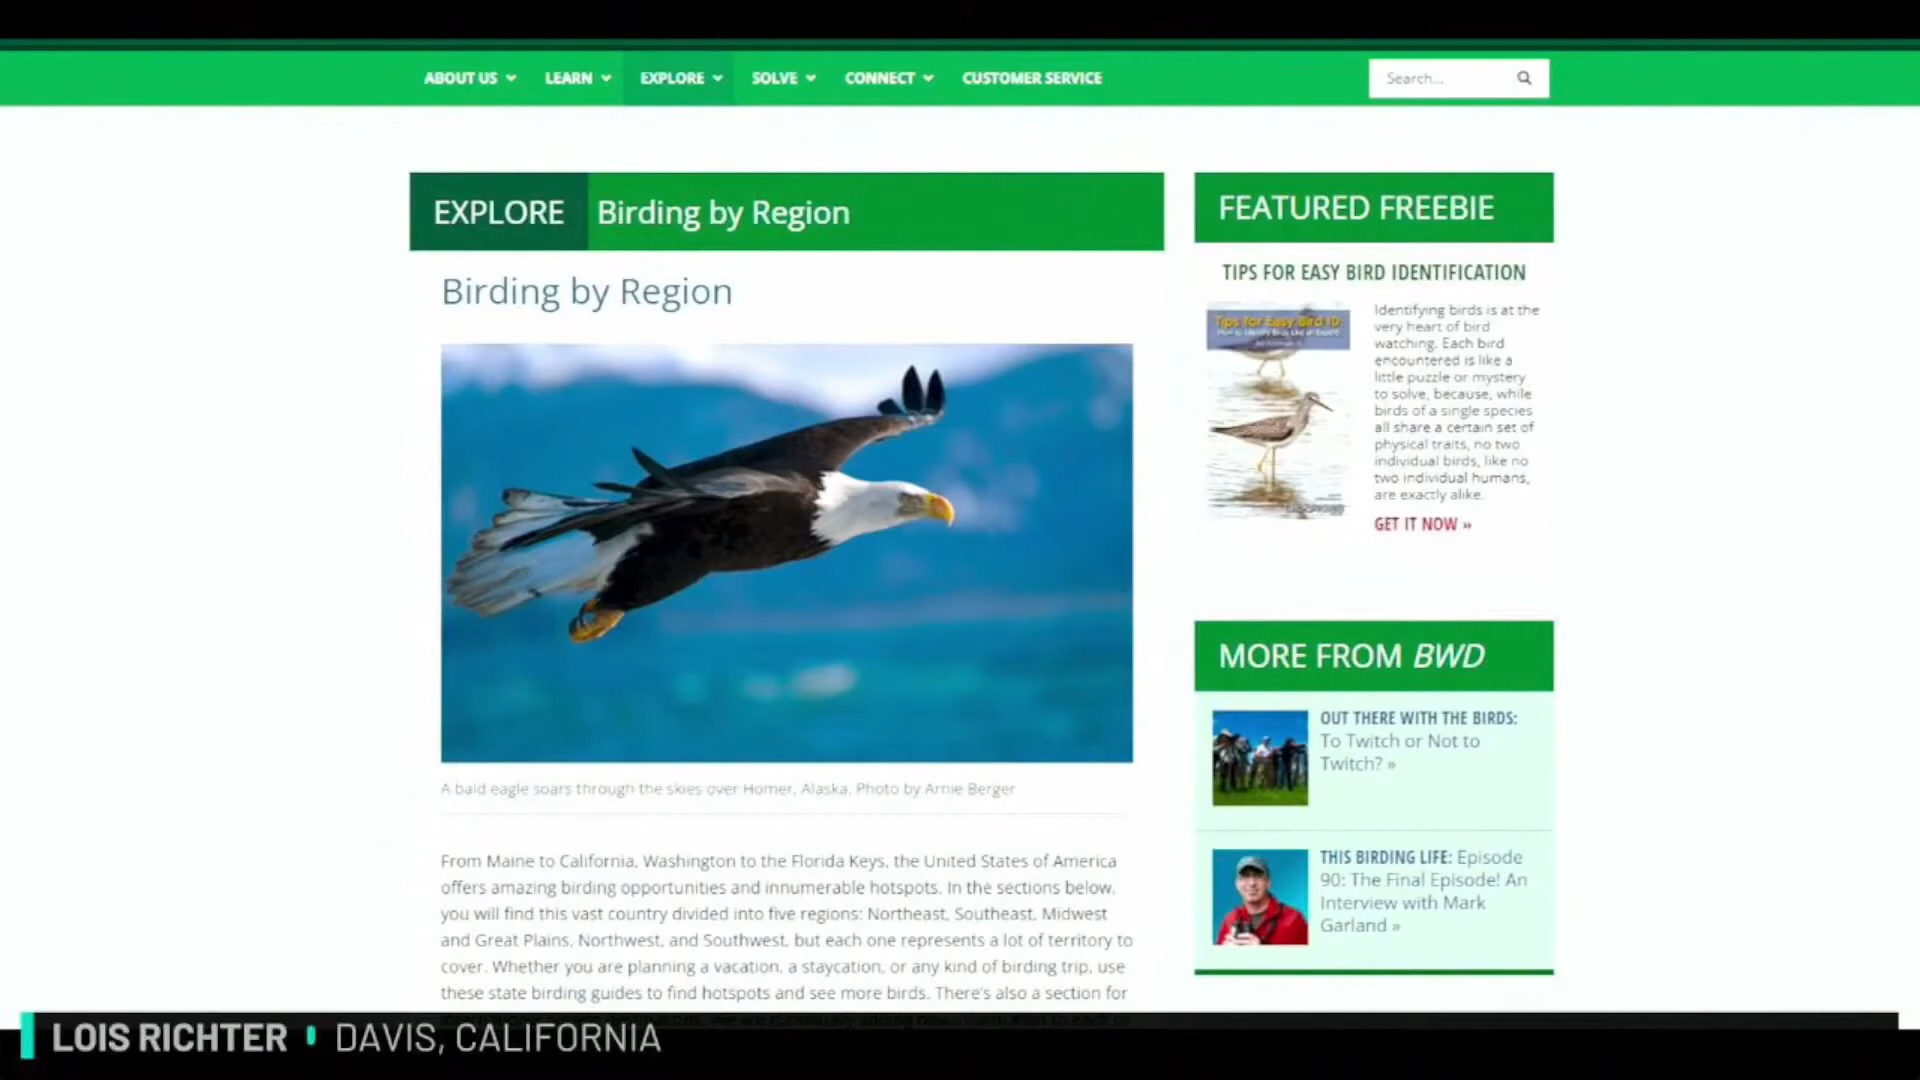 ABOUT US LEARN EXPLORE SOLVE CONNECT CUSTOMER SERVICE Search...
EXPLORE Birding by Region
Birding by Region
A bald eagle soars through the skies over Homer, Alaska. Photo by Arnie Berger
From Maine to California, Washington to the Florida Keys, the United States of America
offers amazing birding opportunities and innumerable hotspots. In the sections below,
you will find this vast country divided into five regions: Northeast, Southeast, Midwest
and Great Plains, Northwest, and Southwest, but each one represents a lot of territory to
cover. Whether you are planning a vacation, a staycation, or any kind of birding trip, use
these state birding guides to find hotspots and see more birds. There's also a section for
FEATURED FREEBIE
TIPS FOR EASY BIRD IDENTIFICATION
Tips for Easy Bird ID:
Identifying birds is at the
very heart of bird
watching. Each bird
encountered is like a
little puzzle or mystery
to solve, because, while
birds of a single species
all share a certain set of
physical traits, no two
individual birds, like no
two individual humans,
are exactly alike.
GET IT NOW »
MORE FROM BWD
OUT THERE WITH THE BIRDS:
To Twitch or Not to
Twitch? »
THIS BIRDING LIFE: Episode
90: The Final Episode! An
Interview with Mark
Garland »
LOIS RICHTER DAVIS, CALIFORNIA